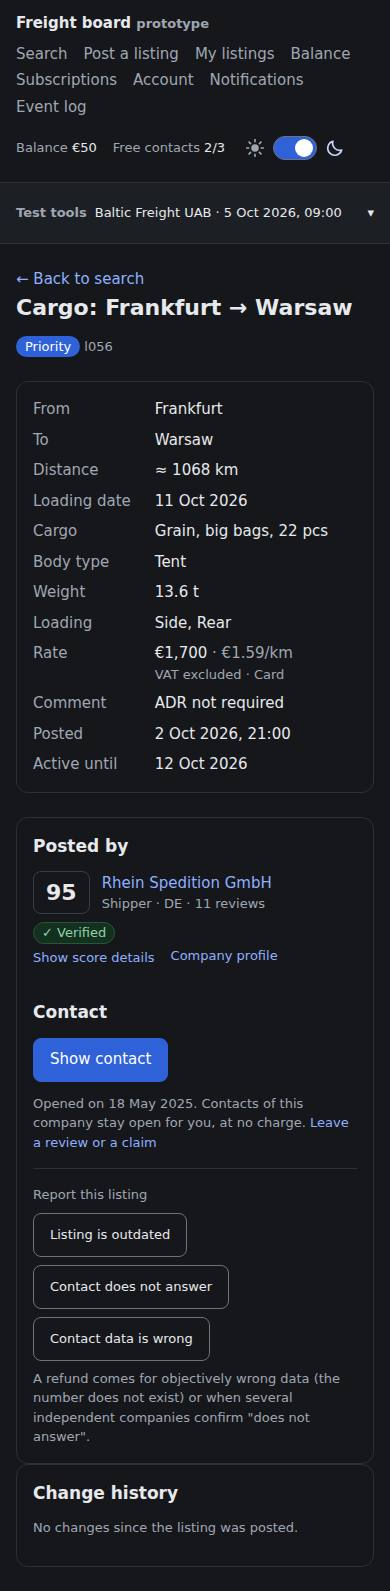 Freight board prototype
Search Post a listing My listings Balance
Subscriptions Account Notifications
Event log
Balance €50 Free contacts 2/3
Test tools Baltic Freight UAB · 5 Oct 2026, 09:00 ▾
← Back to search
Cargo: Frankfurt → Warsaw
Priority l056
From Frankfurt
To Warsaw
Distance ≈ 1068 km
Loading date 11 Oct 2026
Cargo Grain, big bags, 22 pcs
Body type Tent
Weight 13.6 t
Loading Side, Rear
Rate €1,700 · €1.59/km
VAT excluded · Card
Comment ADR not required
Posted 2 Oct 2026, 21:00
Active until 12 Oct 2026
Posted by
95 Rhein Spedition GmbH
Shipper · DE · 11 reviews
✓ Verified
Show score details Company profile
Contact
Show contact
Opened on 18 May 2025. Contacts of this
company stay open for you, at no charge. Leave
a review or a claim
Report this listing
Listing is outdated
Contact does not answer
Contact data is wrong
A refund comes for objectively wrong data (the
number does not exist) or when several
independent companies confirm "does not
answer".
Change history
No changes since the listing was posted.